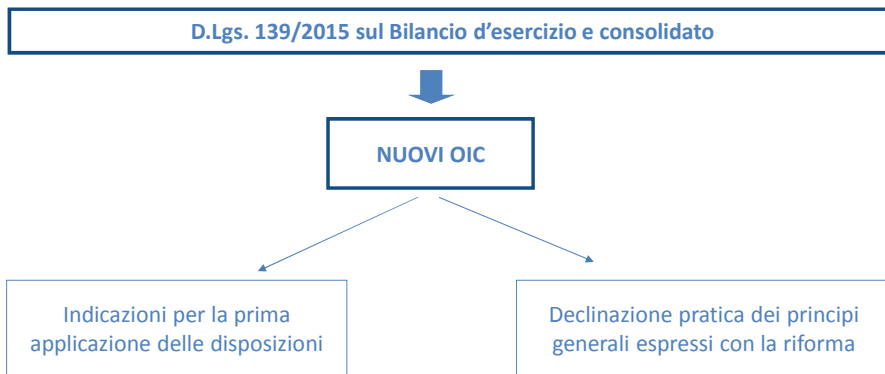 D.Lgs. 139/2015 sul Bilancio d’esercizio e consolidato
NUOVI OIC
Indicazioni per la prima
applicazione delle disposizioni
Declinazione pratica dei principi
generali espressi con la riforma